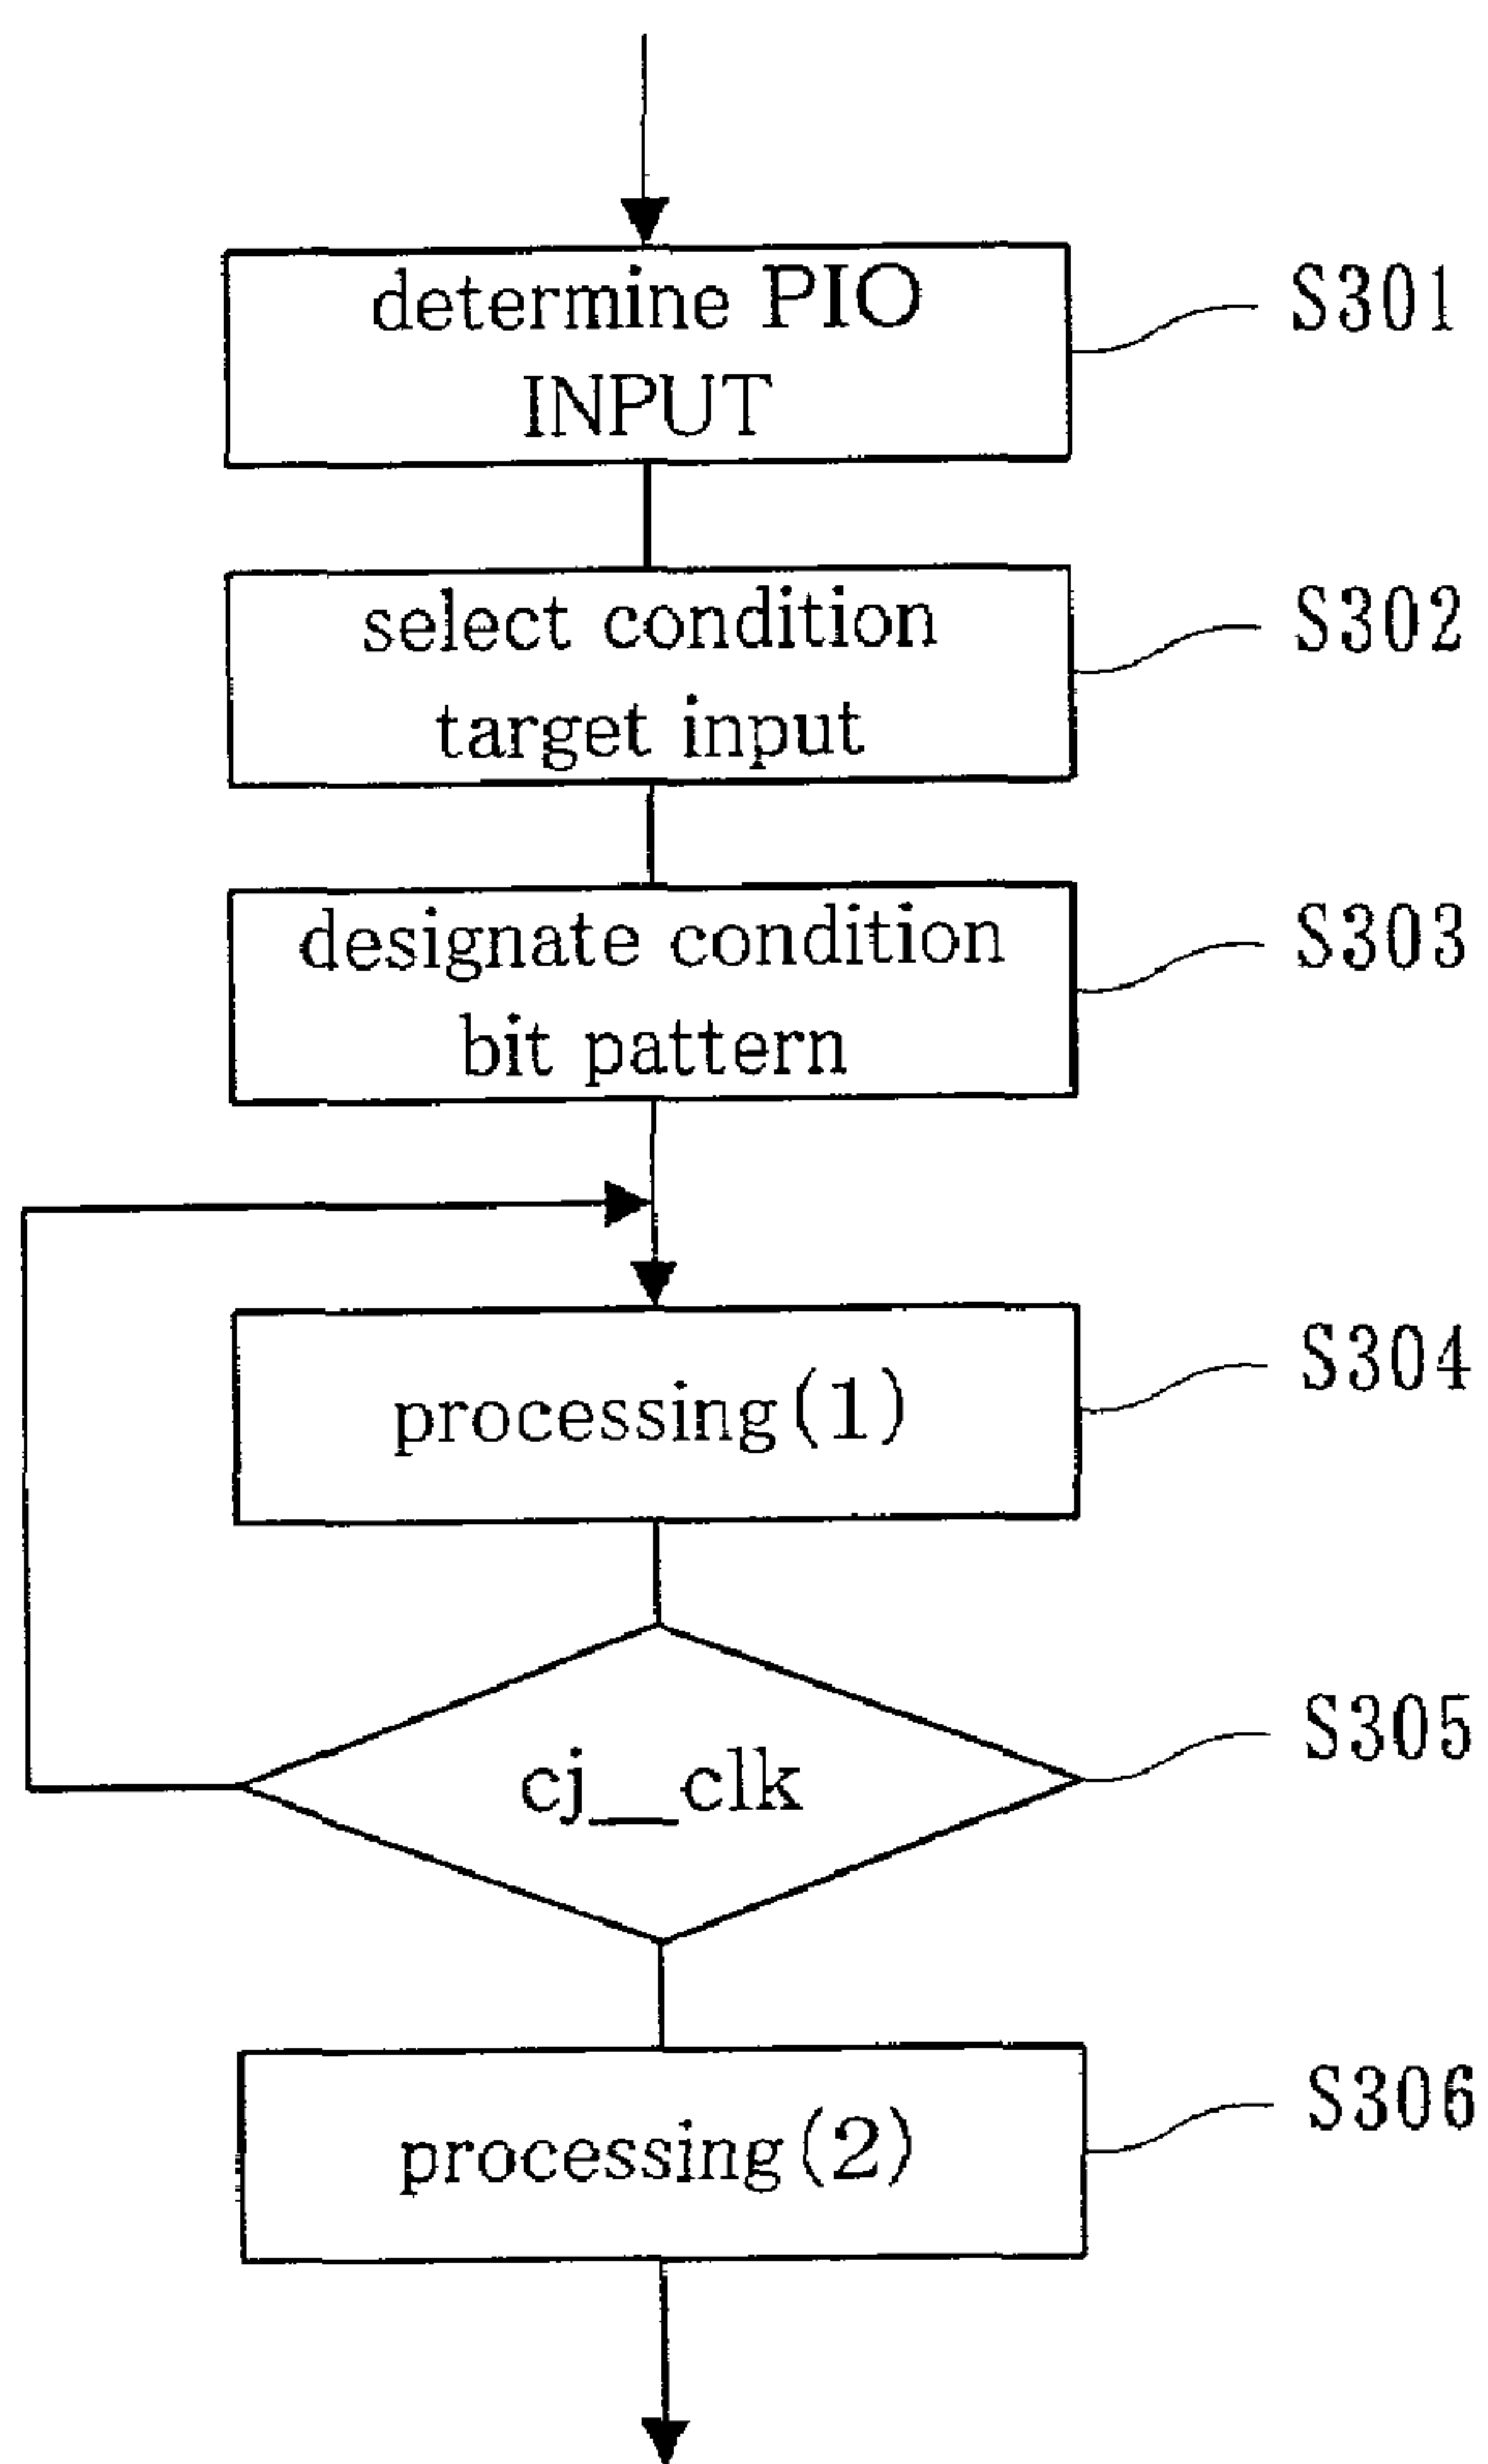 determine PIO
INPUT
S301
select condition
target input
S302
designate condition
bit pattern
S303
processing(1)
S304
cj__clk
S305
processing(2)
S306